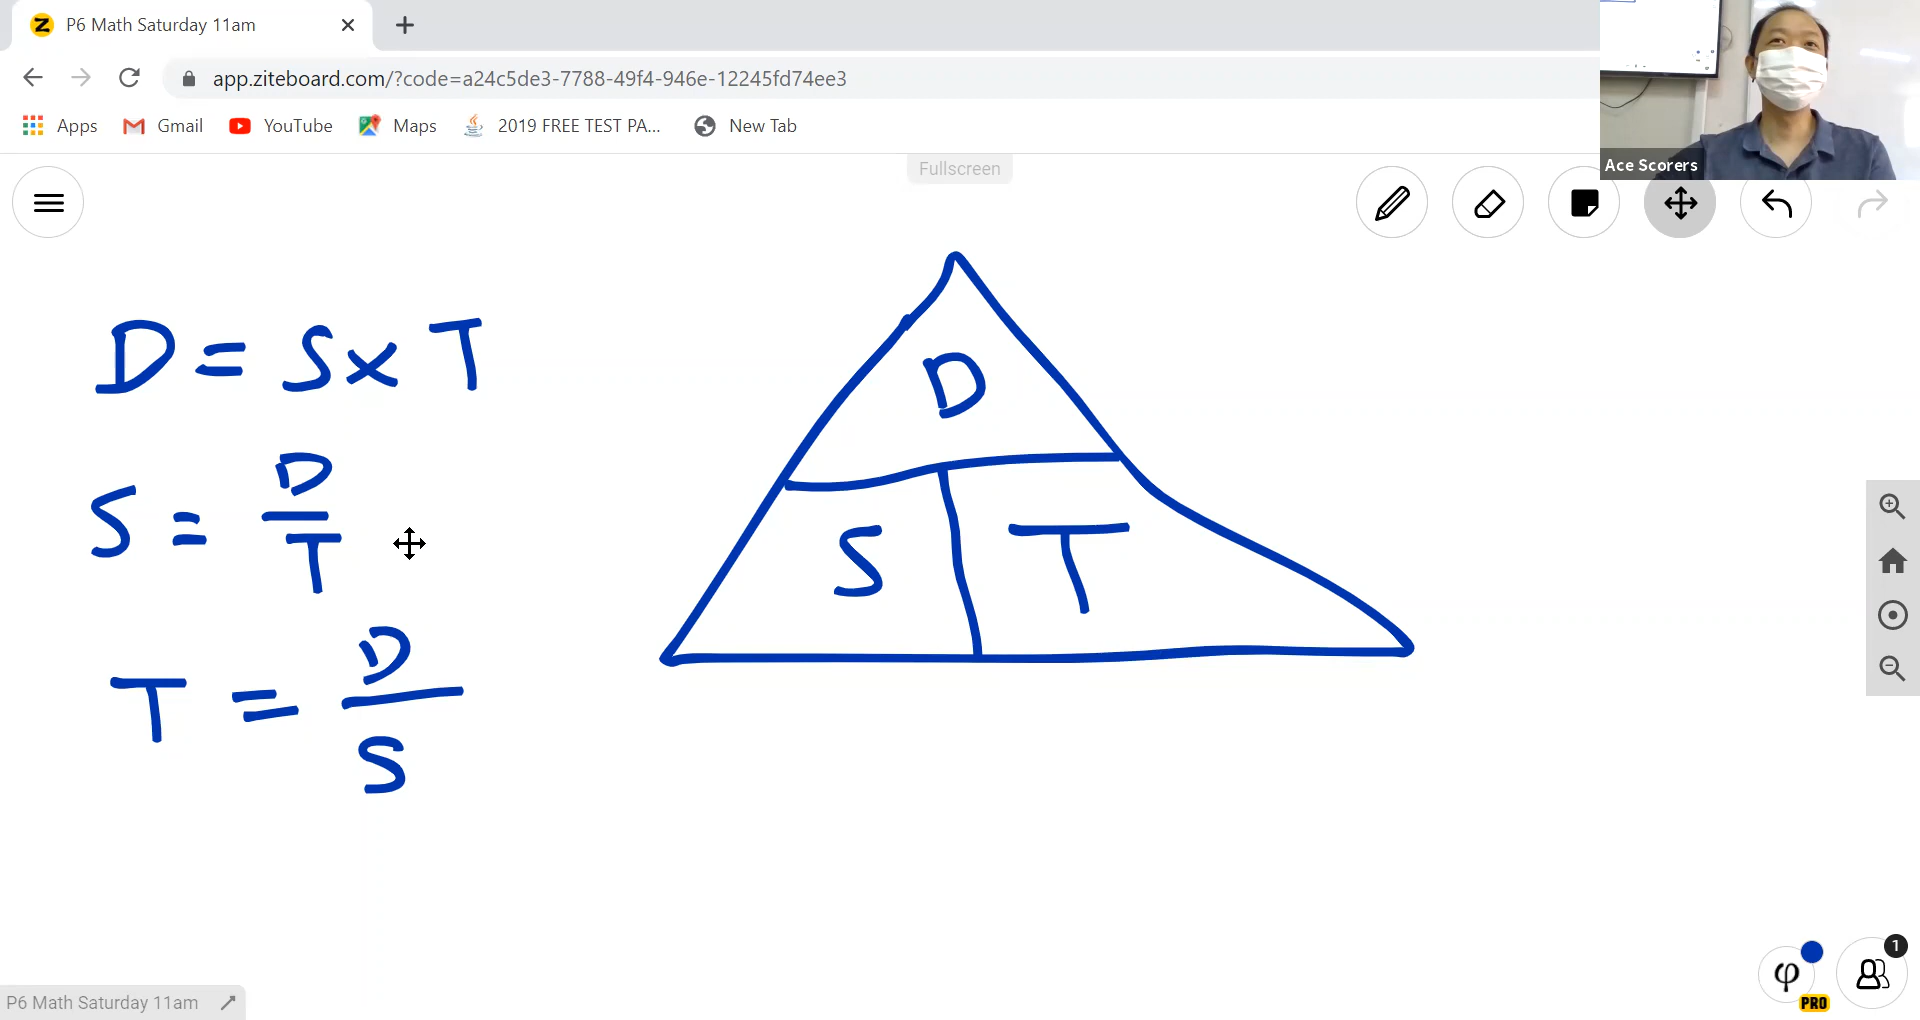 P6 Math Saturday 11am
app.ziteboard.com/?code=a24c5de3-7788-49f4-946e-12245fd74ee3
Apps Gmail YouTube Maps 2019 FREE TEST PA... New Tab
Ace Scorers
Fullscreen
D = S x T
S = D/T
T = D/S
D
S T
1
φ
PRO
P6 Math Saturday 11am